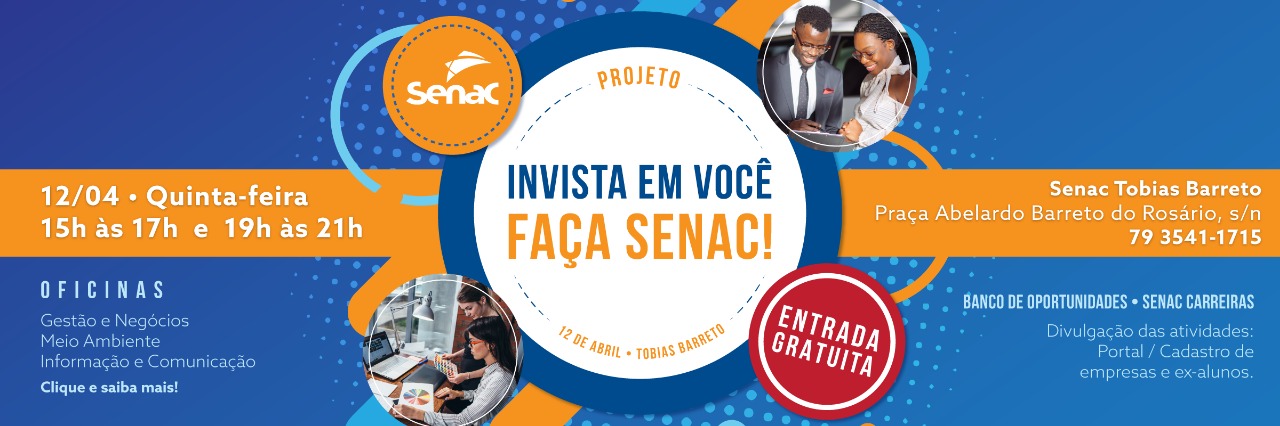 Senac
PROJETO
INVISTA EM VOCÊ
FAÇA SENAC!
12 DE ABRIL • TOBIAS BARRETO
12/04 • Quinta-feira
15h às 17h e 19h às 21h
OFICINAS
Gestão e Negócios
Meio Ambiente
Informação e Comunicação
Clique e saiba mais!
ENTRADA
GRATUITA
Senac Tobias Barreto
Praça Abelardo Barreto do Rosário, s/n
79 3541-1715
BANCO DE OPORTUNIDADES • SENAC CARREIRAS
Divulgação das atividades:
Portal / Cadastro de
empresas e ex-alunos.